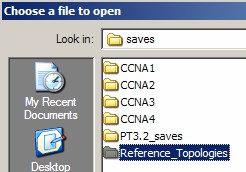 Choose a file to open
Look in: saves
My Recent
Documents
Desktop
CCNA1
CCNA2
CCNA3
CCNA4
PT3.2_saves
Reference_Topologies